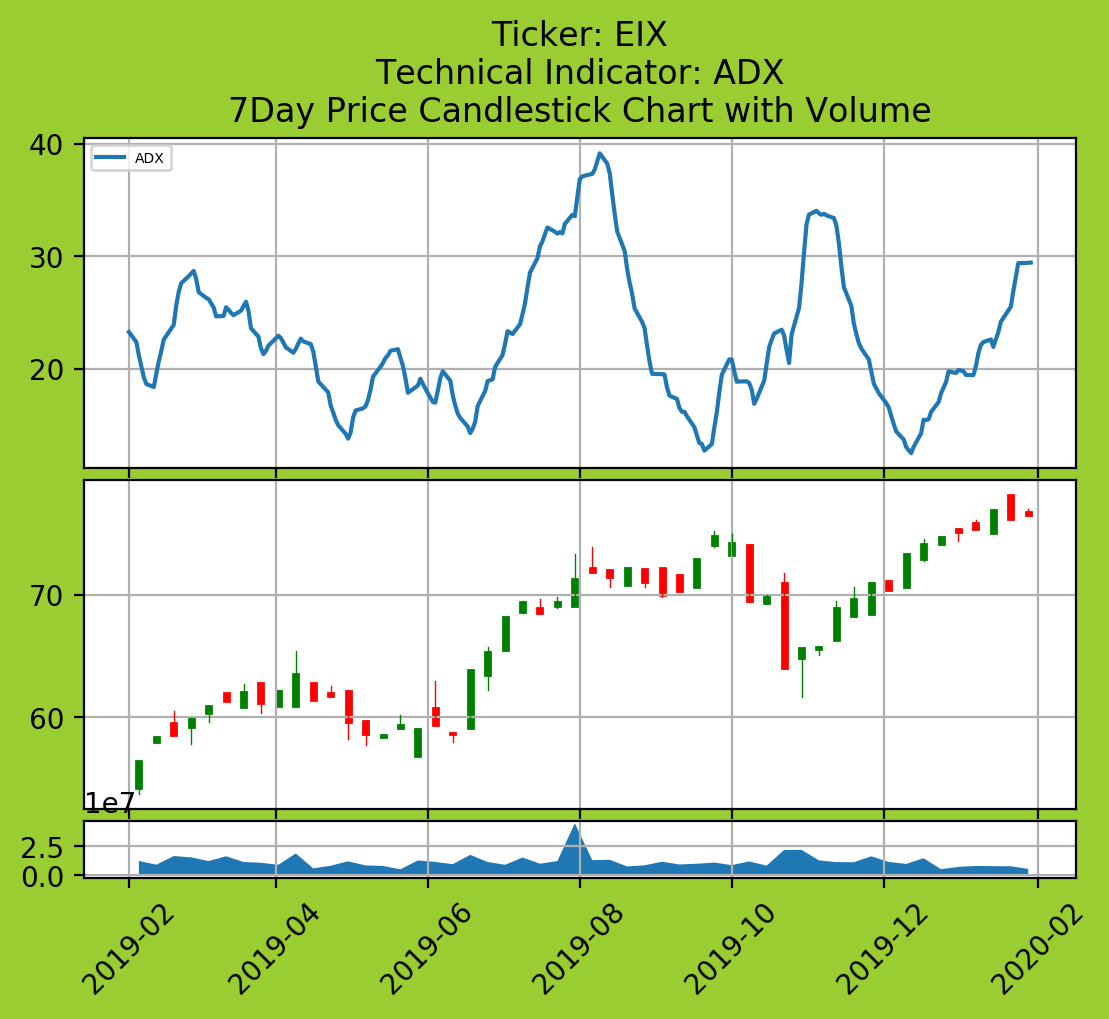 Ticker: EIX
Technical Indicator: ADX
7Day Price Candlestick Chart with Volume
40
ADX
30
20
70
60
1e7
2.5
0.0
2019-02
2019-04
2019-06
2019-08
2019-10
2019-12
2020-02